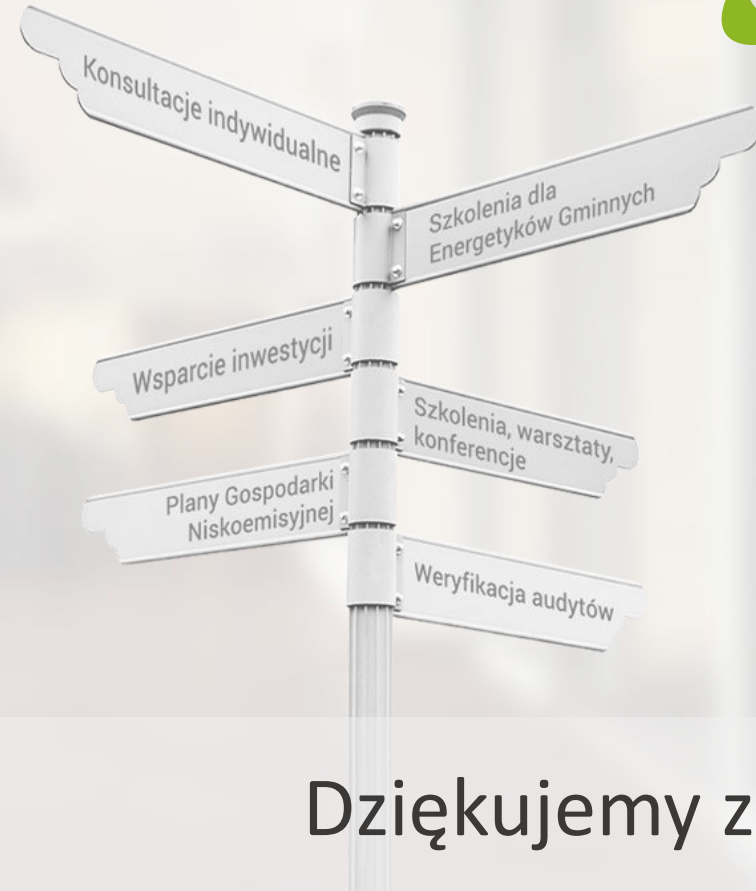 Konsultacje indywidualne
Szkolenia dla
Energetyków Gminnych
Wsparcie inwestycji
Szkolenia, warsztaty,
konferencje
Plany Gospodarki
Niskoemisyjnej
Weryfikacja audytów
Dziękujemy z